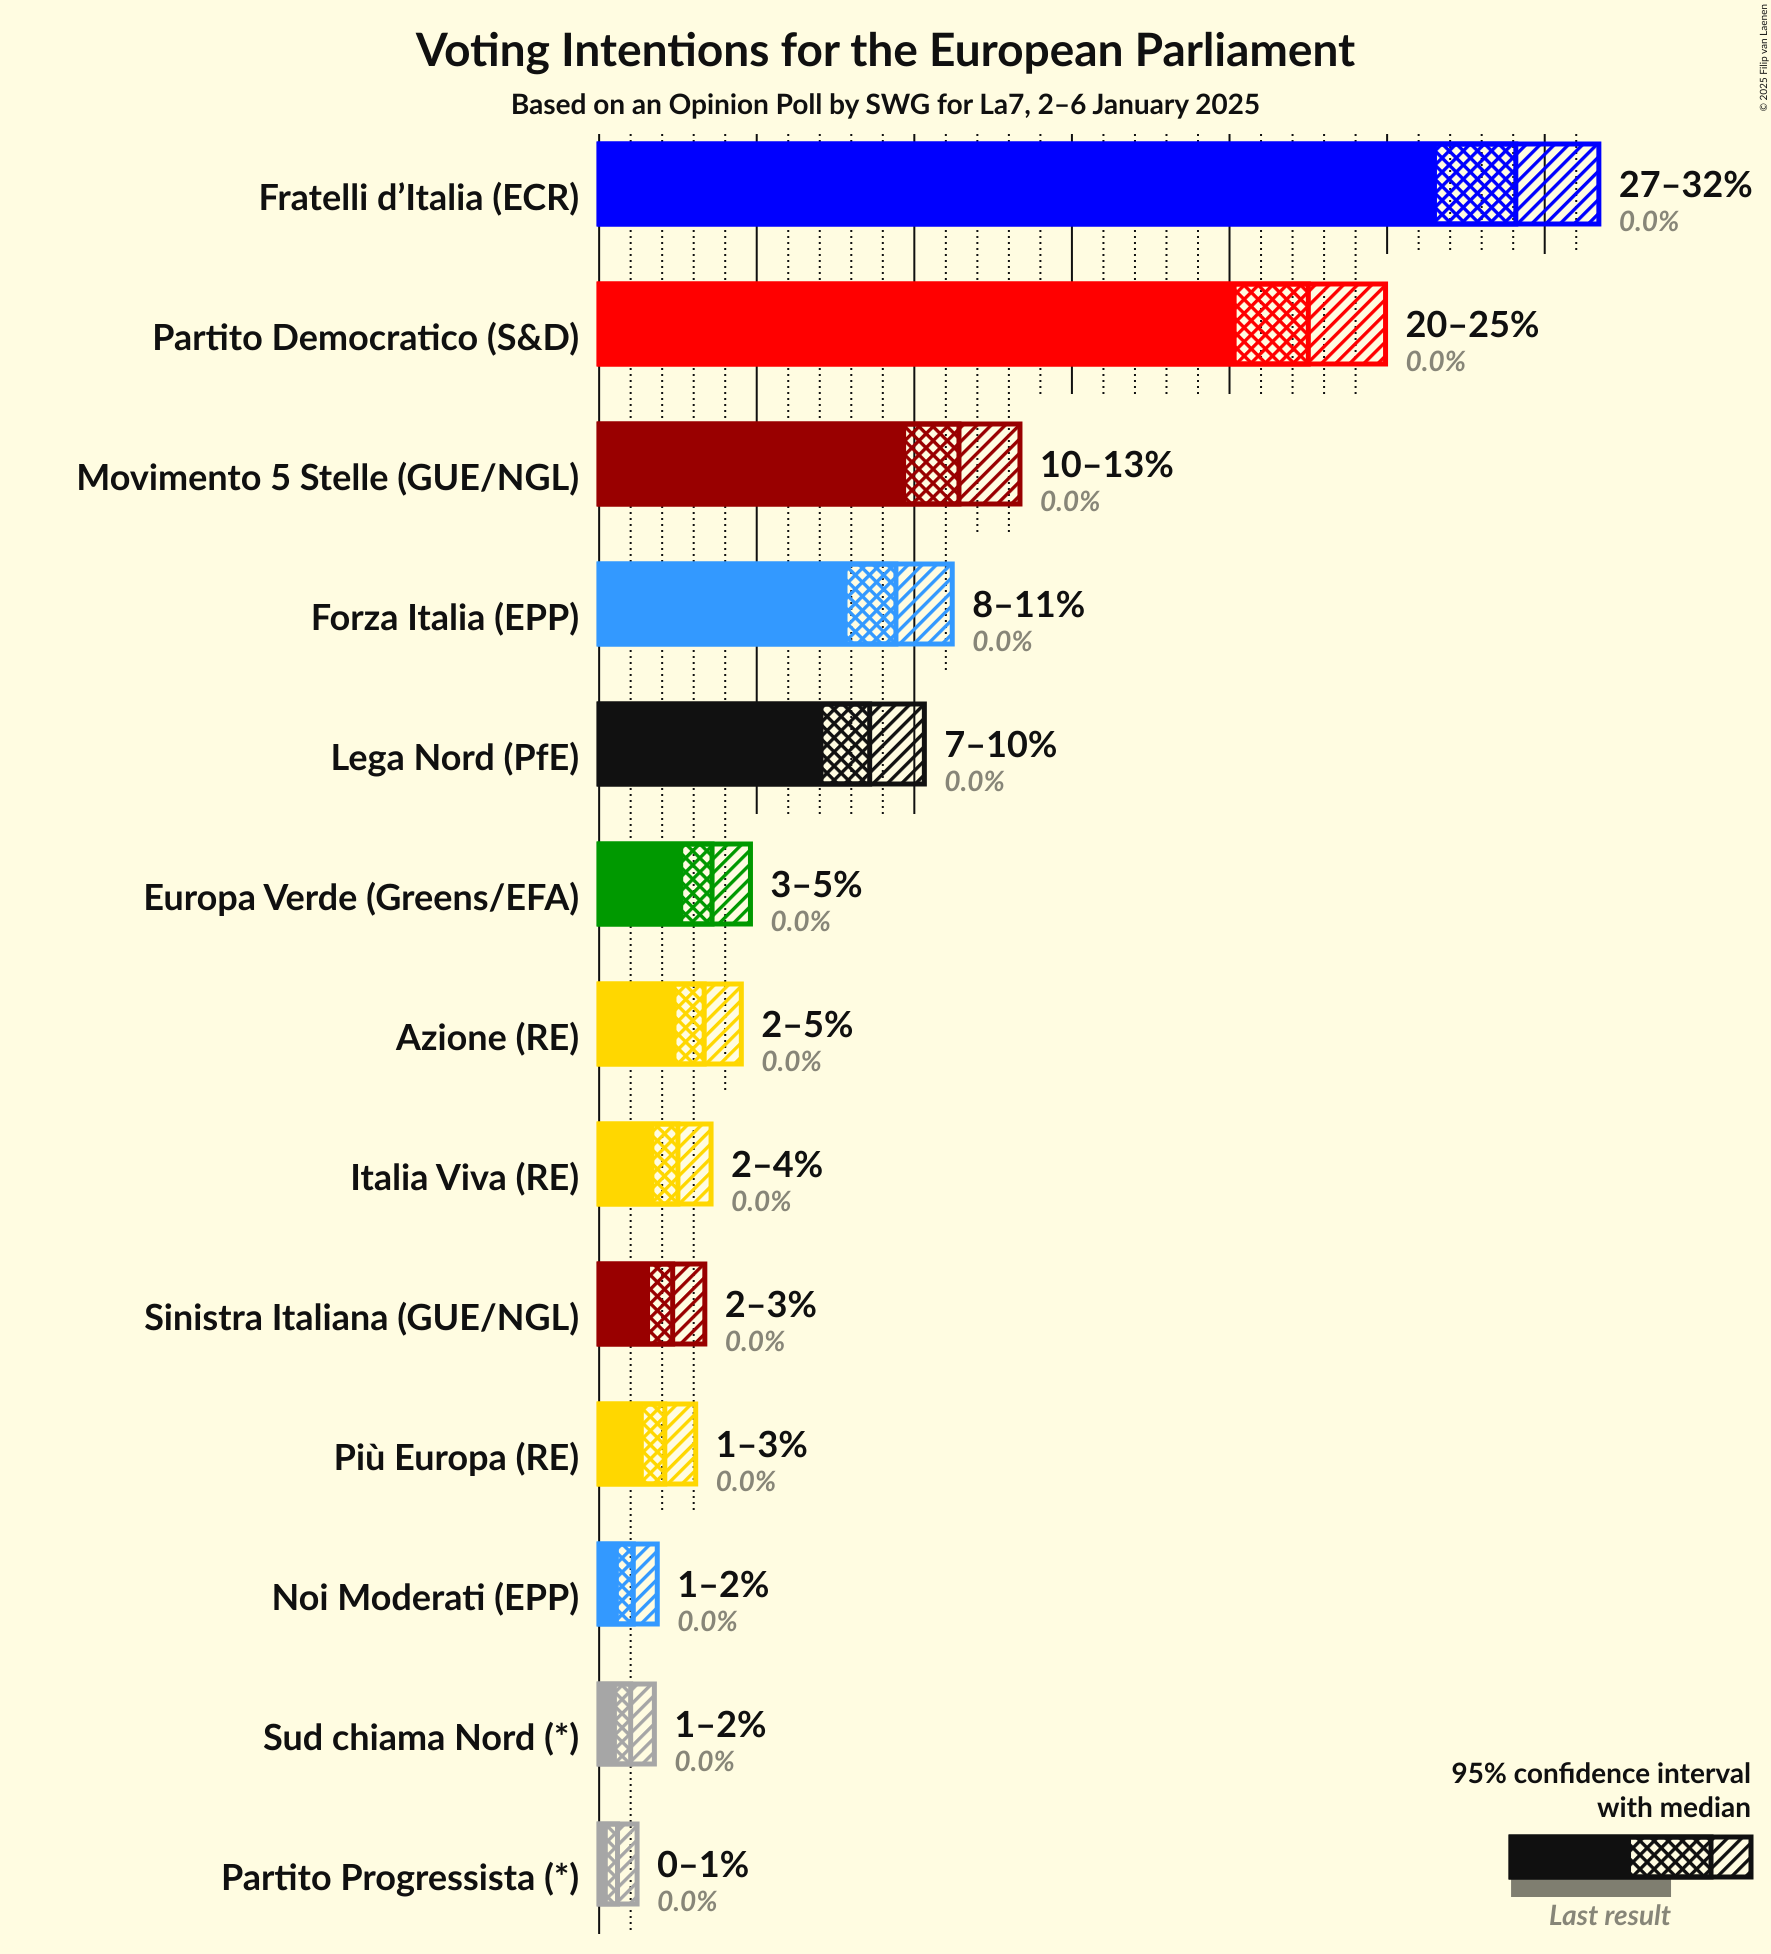 Voting Intentions for the European Parliament
Based on an Opinion Poll by SWG for La7, 2–6 January 2025
© 2025 Filip van Laenen
Fratelli d’Italia (ECR)
27–32%
0.0%
Partito Democratico (S&D)
20–25%
0.0%
Movimento 5 Stelle (GUE/NGL)
10–13%
0.0%
Forza Italia (EPP)
8–11%
0.0%
Lega Nord (PfE)
7–10%
0.0%
Europa Verde (Greens/EFA)
3–5%
0.0%
Azione (RE)
2–5%
0.0%
Italia Viva (RE)
2–4%
0.0%
Sinistra Italiana (GUE/NGL)
2–3%
0.0%
Più Europa (RE)
1–3%
0.0%
Noi Moderati (EPP)
1–2%
0.0%
Sud chiama Nord (*)
1–2%
0.0%
Partito Progressista (*)
0–1%
0.0%
95% confidence interval
with median
Last result